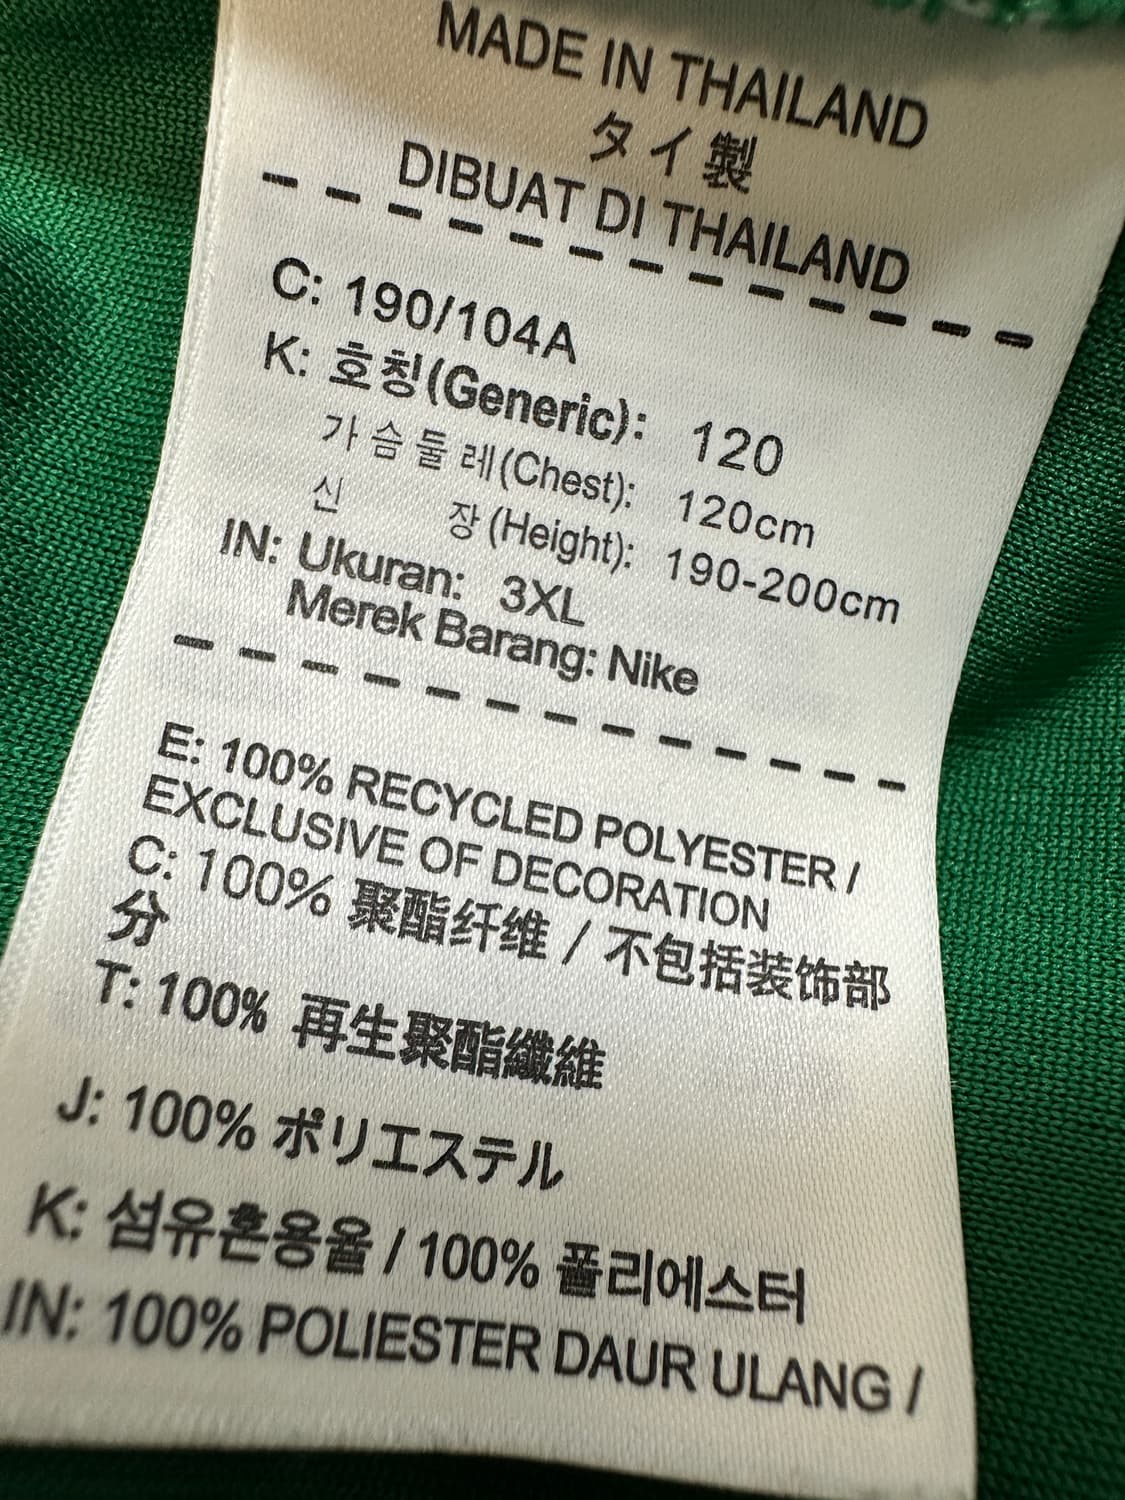 MADE IN THAILAND
タイ製
DIBUAT DI THAILAND
C: 190/104A
K: 호칭(Generic): 120
가슴둘레(Chest): 120cm
신 장(Height): 190-200cm
IN: Ukuran: 3XL
Merek Barang: Nike
E: 100% RECYCLED POLYESTER /
EXCLUSIVE OF DECORATION
C: 100% 聚酯纤维 / 不包括装饰部
分
T: 100% 再生聚酯纖維
J: 100% ポリエステル
K: 섬유혼용율 / 100% 폴리에스터
IN: 100% POLIESTER DAUR ULANG /